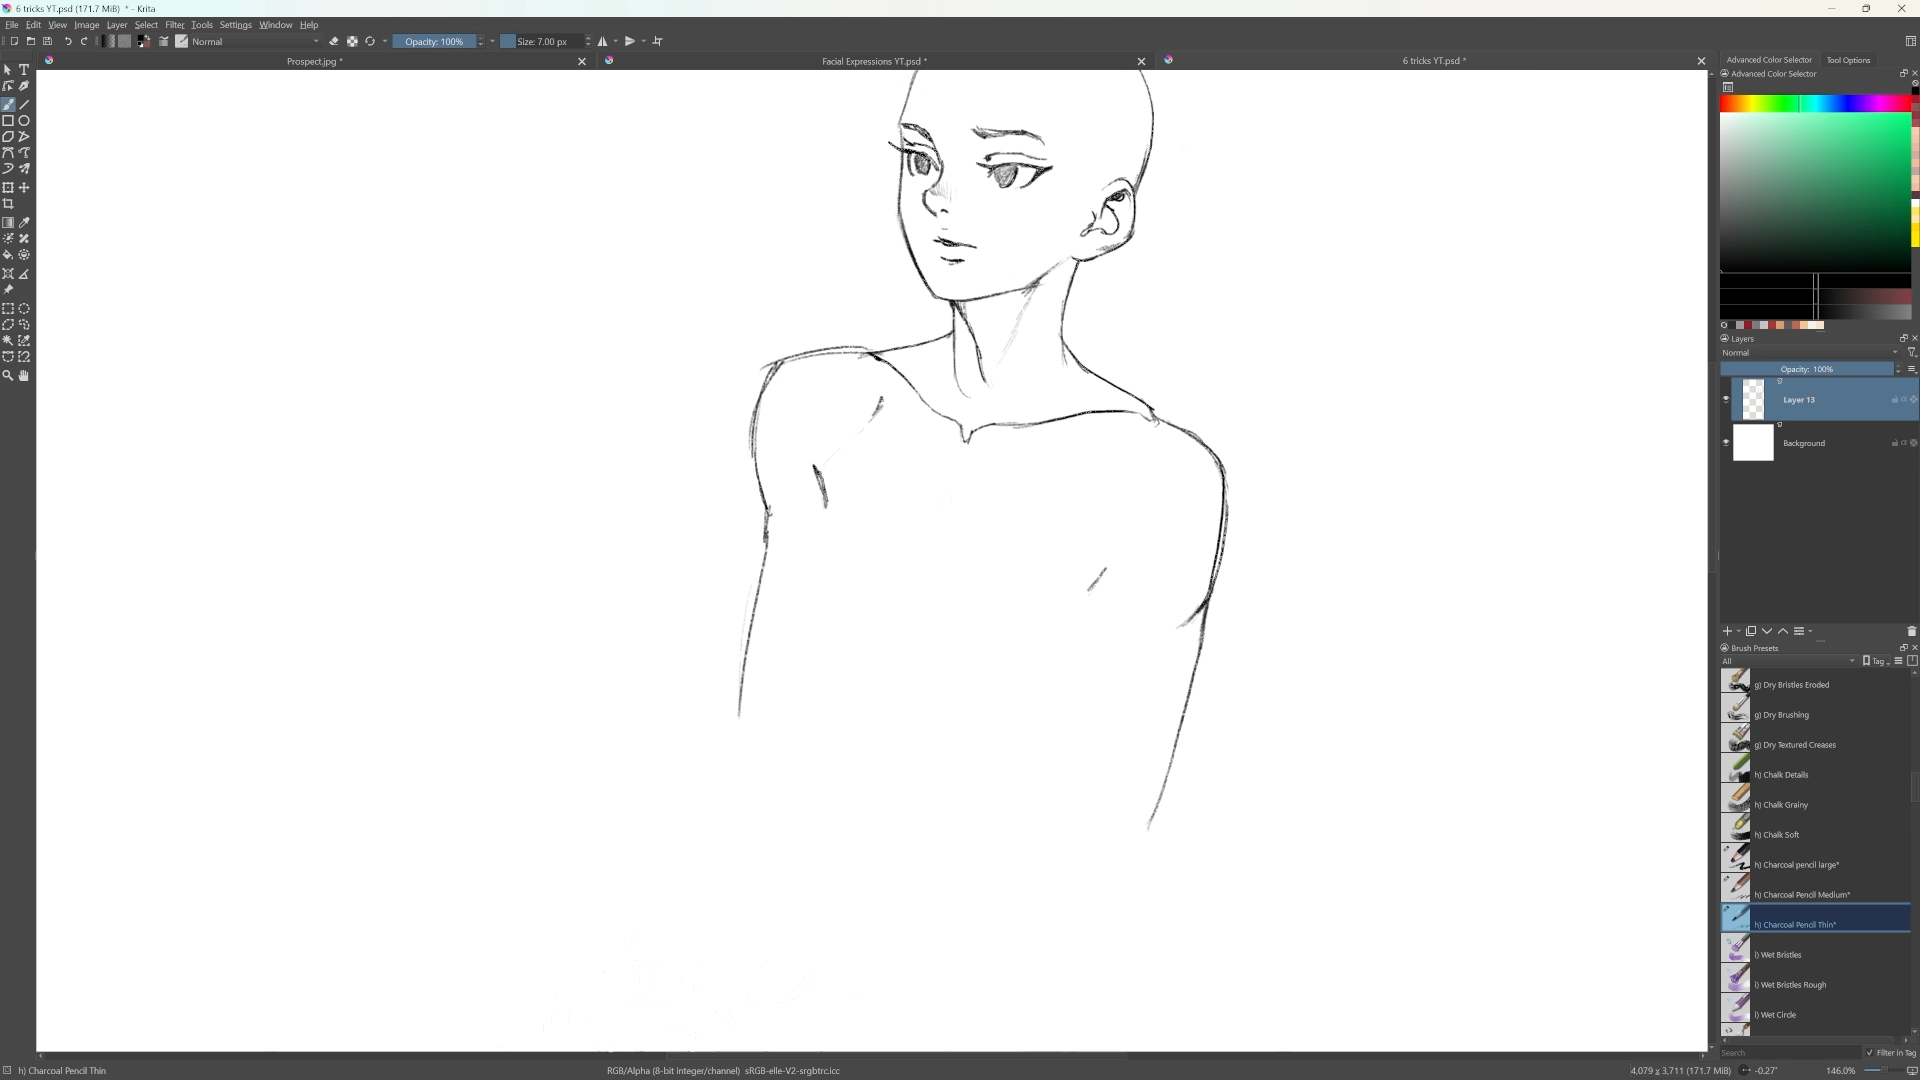 6 tricks YT.psd (171.7 MiB) * - Krita
File Edit View Image Layer Select Filter Tools Settings Window Help
Normal Opacity: 100% Size: 7.00 px
Prospect.jpg * Facial Expressions YT.psd * 6 tricks YT.psd *
Advanced Color Selector Tool Options
Advanced Color Selector
Layers
Normal
Opacity: 100%
Layer 13
Background
Brush Presets
All Tag
g) Dry Bristles Eroded
g) Dry Brushing
g) Dry Textured Creases
h) Chalk Details
h) Chalk Grainy
h) Chalk Soft
h) Charcoal pencil large*
h) Charcoal Pencil Medium*
h) Charcoal Pencil Thin*
i) Wet Bristles
i) Wet Bristles Rough
i) Wet Circle
Search Filter in Tag
h) Charcoal Pencil Thin RGB/Alpha (8-bit integer/channel) sRGB-elle-V2-srgbtrc.icc 4,079 x 3,711 (171.7 MiB) -0.27° 146.0%